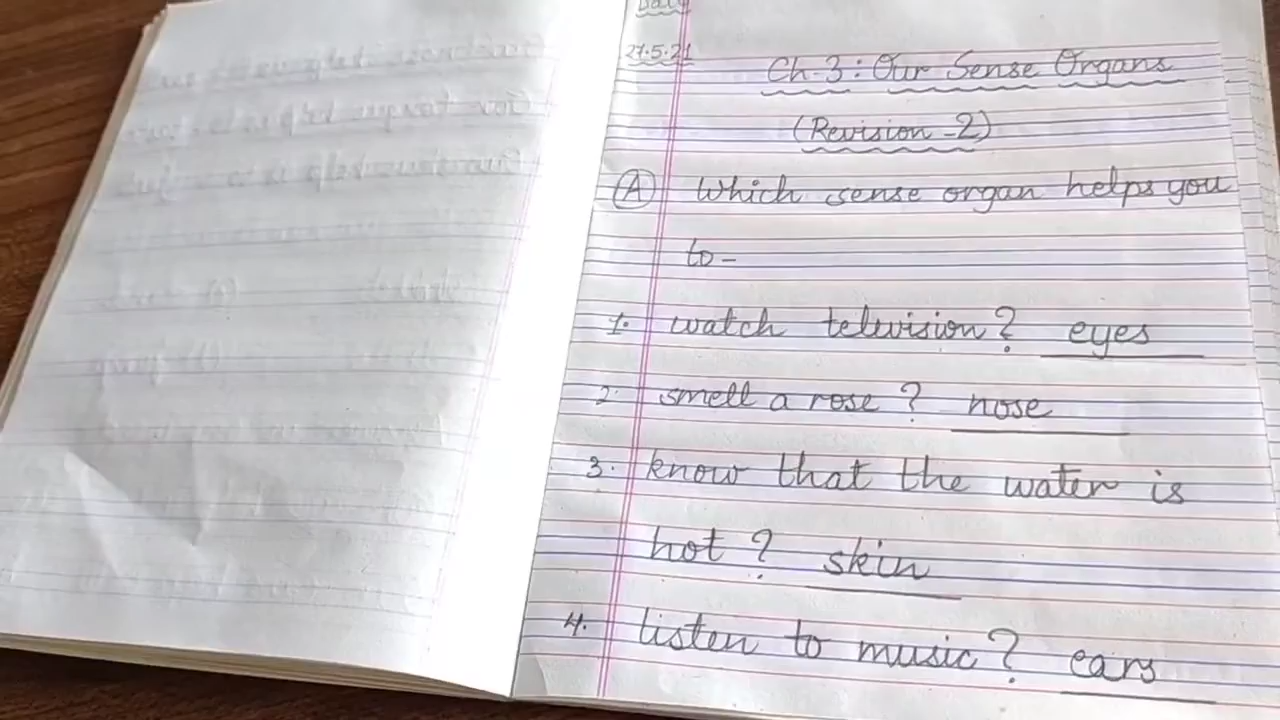 Date
27.5.21
Ch-3: Our Sense Organs
(Revision-2)
(A) Which sense organ helps you
to-
1. watch television? eyes
2. smell a rose? nose
3. know that the water is
hot? skin
4. listen to music? ears